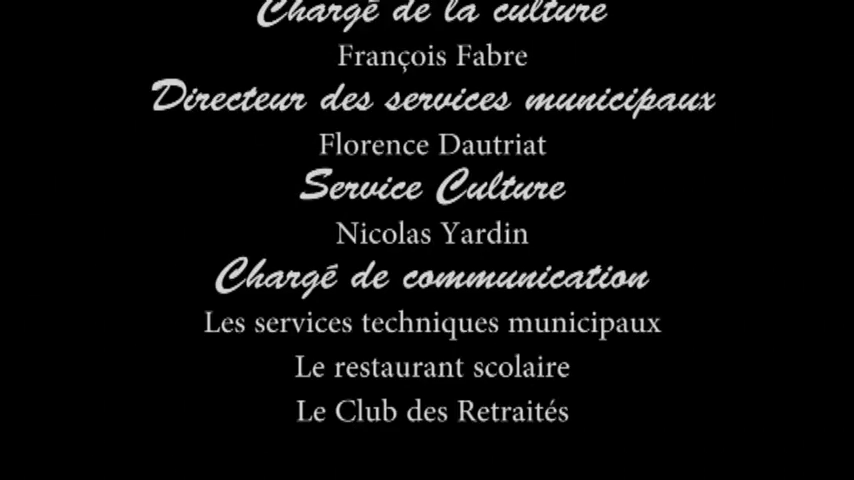 Chargé de la culture
François Fabre
Directeur des services municipaux
Florence Dautriat
Service Culture
Nicolas Yardin
Chargé de communication
Les services techniques municipaux
Le restaurant scolaire
Le Club des Retraités